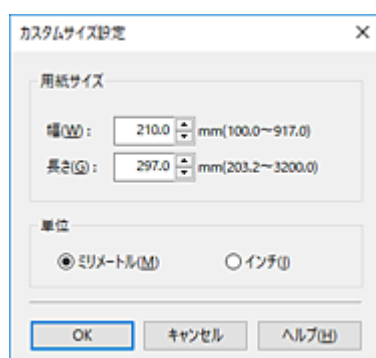 カスタムサイズ設定
用紙サイズ
幅(W): 210.0 mm(100.0～917.0)
長さ(G): 297.0 mm(203.2～3200.0)
単位
ミリメートル(M) インチ(I)
OK キャンセル ヘルプ(H)